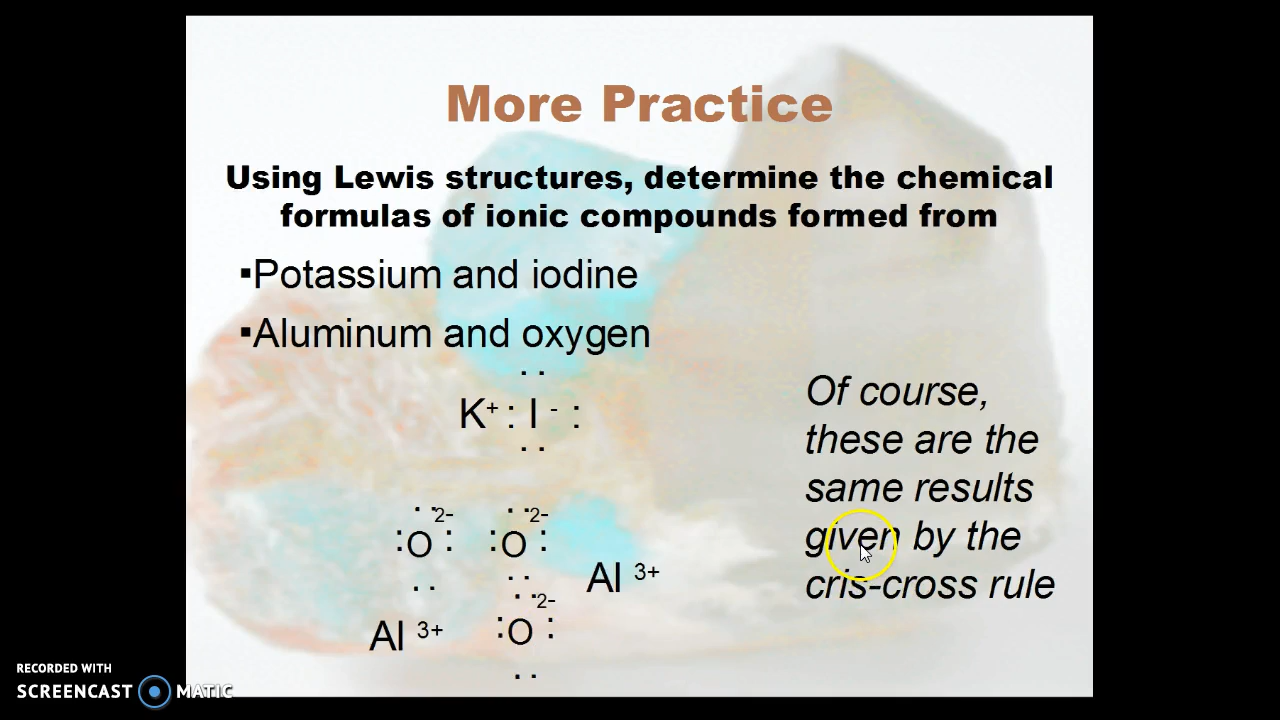 More Practice
Using Lewis structures, determine the chemical
formulas of ionic compounds formed from
▪Potassium and iodine
▪Aluminum and oxygen
K+ : I - :
Of course,
these are the
same results
given by the
cris-cross rule
:O: 2- :O: 2-
Al 3+
Al 3+ :O: 2-
RECORDED WITH
SCREENCAST MATIC